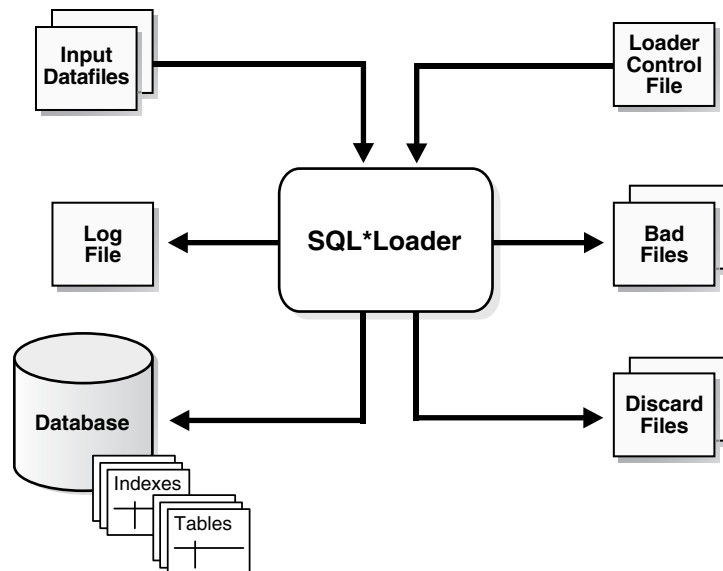 Input
Datafiles
Loader
Control
File
Log
File
SQL*Loader
Bad
Files
Database
Discard
Files
Indexes
Tables